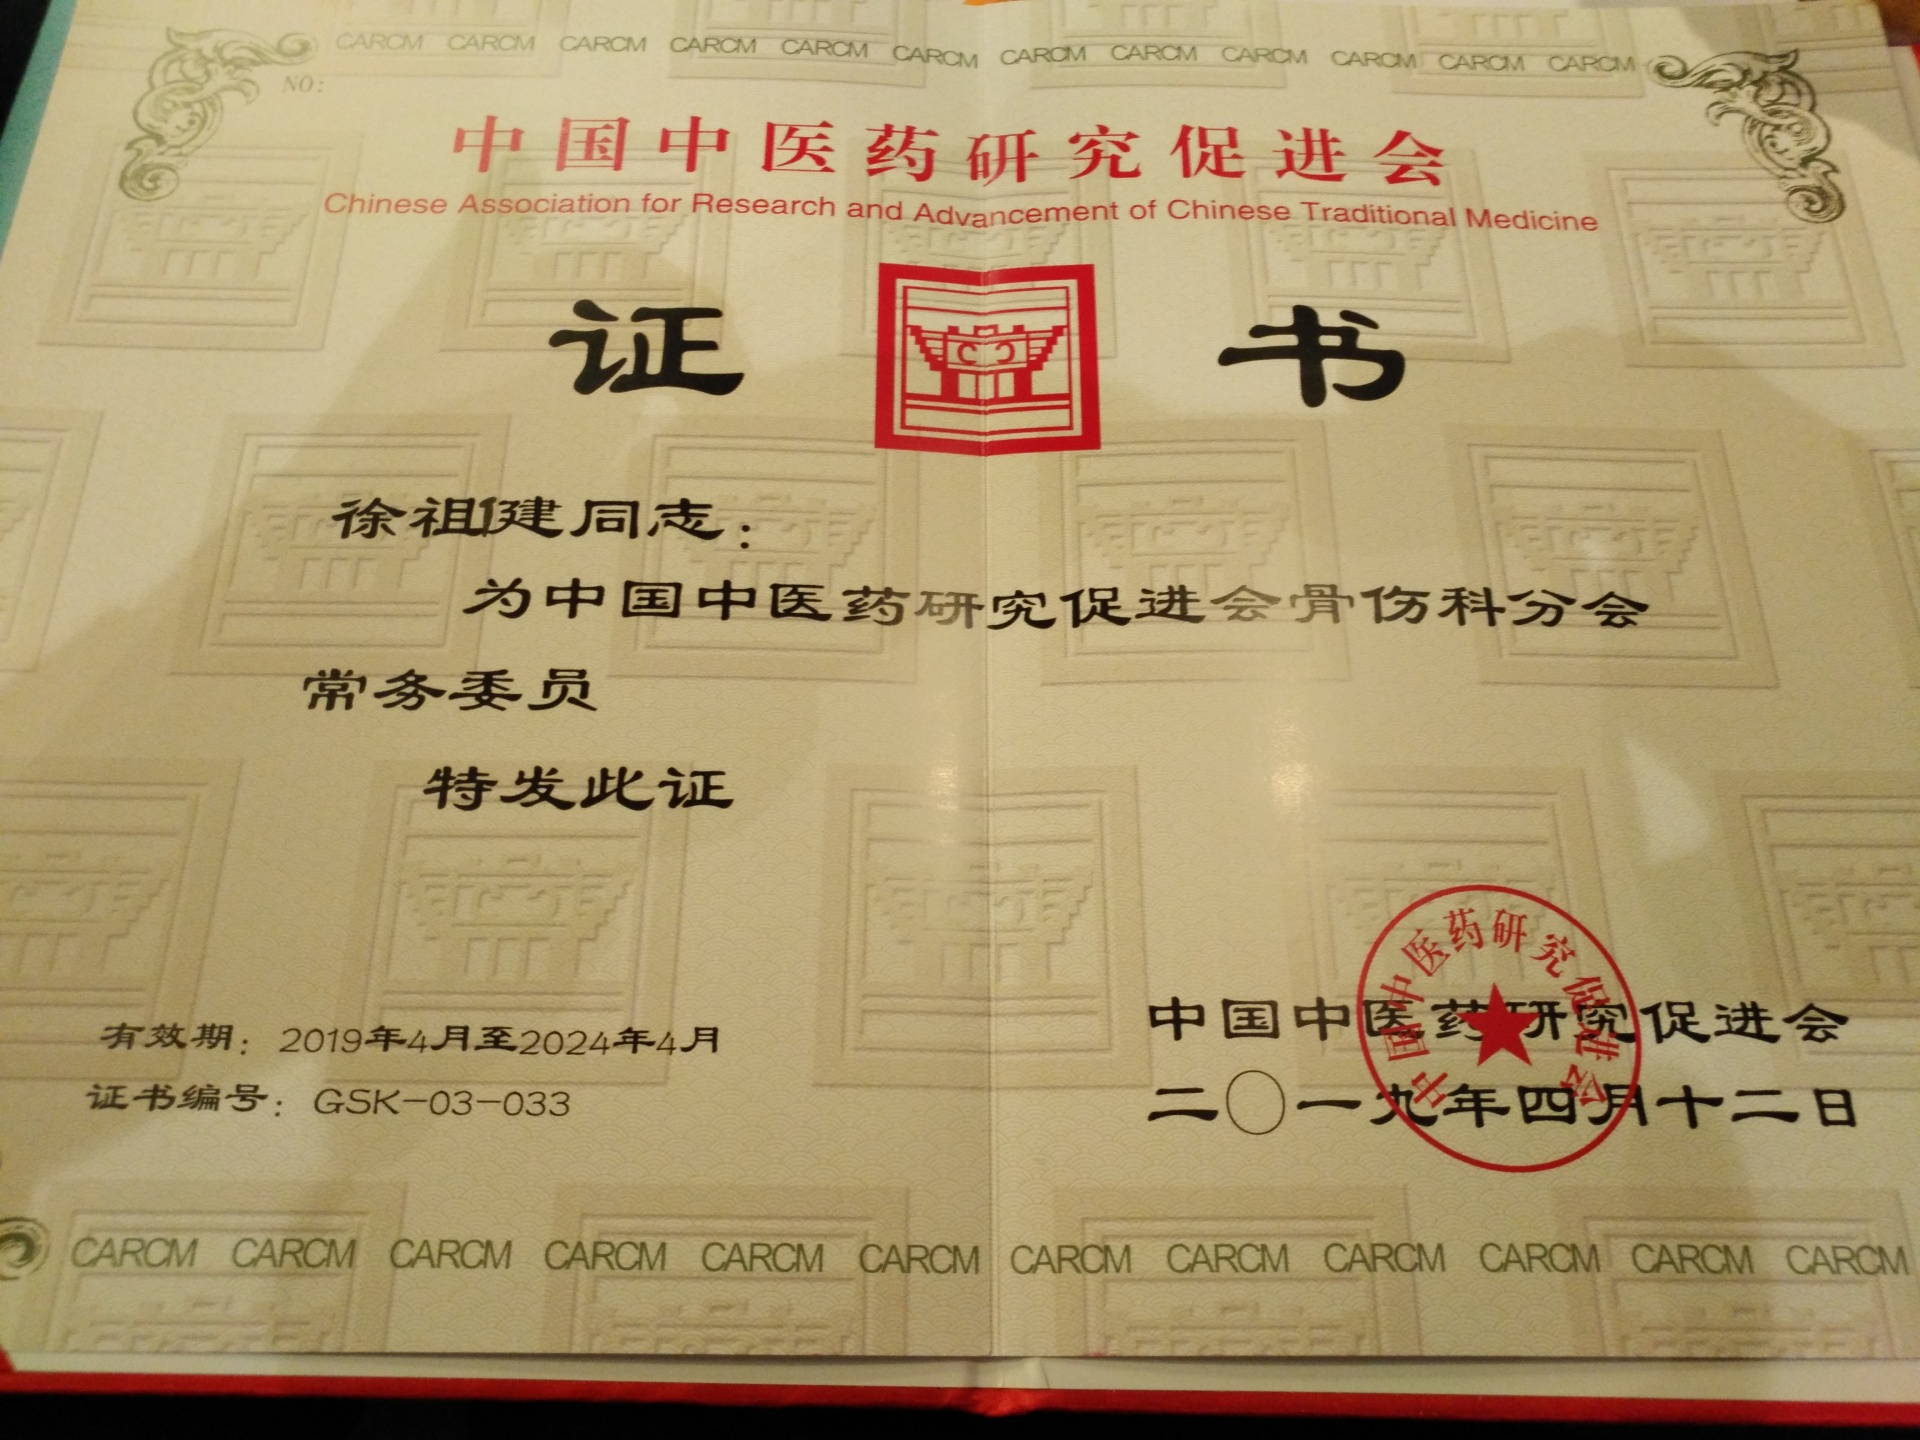 CARCM CARCM CARCM CARCM CARCM CARCM CARCM CARCM CARCM CARCM CARCM CARCM
NO:
中国中医药研究促进会
Chinese Association for Research and Advancement of Chinese Traditional Medicine
证 书
徐祖健同志：
为中国中医药研究促进会骨伤科分会
常务委员
特发此证
有效期：2019年4月至2024年4月
证书编号：GSK-03-033
中国中医药研究促进会
二〇一九年四月十二日
中国中医药研究促进会
CARCM CARCM CARCM CARCM CARCM CARCM CARCM CARCM CARCM CARCM CARCM CARCM